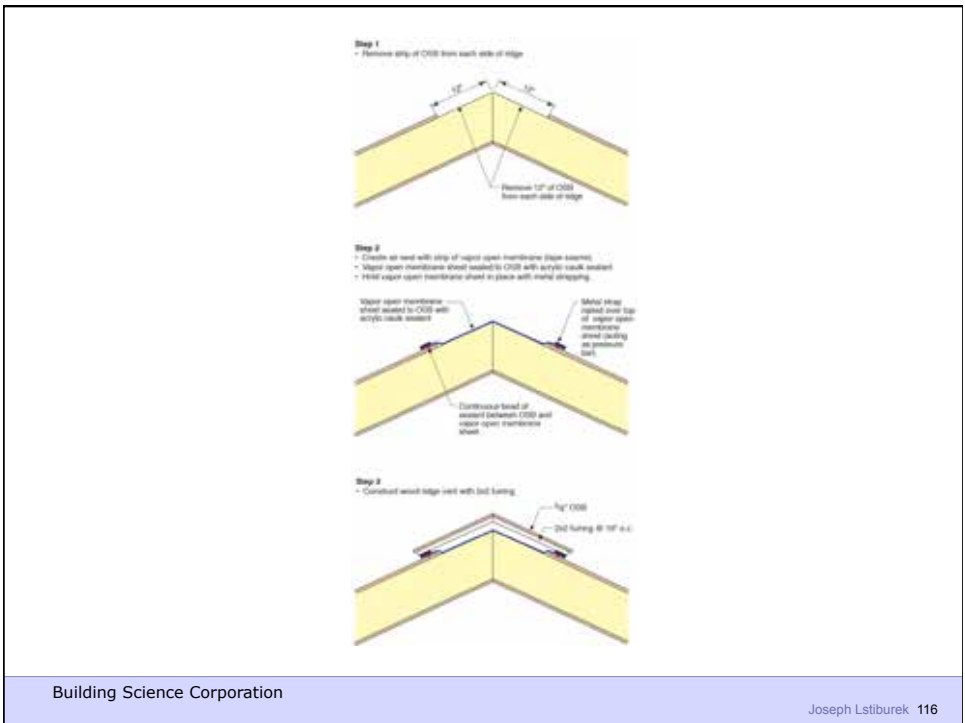 Step 1
• Remove strip of OSB from each side of ridge
12" 12"
Remove 12" of OSB
from each side of ridge
Step 2
• Create air seal with strip of vapor open membrane (tape seams)
• Vapor open membrane sheet sealed to OSB with acrylic caulk sealant
• Hold vapor open membrane sheet in place with metal strapping
Vapor open membrane
sheet sealed to OSB with
acrylic caulk sealant
Metal strap
nailed over top
of vapor open
membrane
sheet (acting
as pressure
bar)
Continuous bead of
sealant between OSB and
vapor open membrane
sheet
Step 3
• Construct wood ridge vent with 2x2 furring
OSB
2x2 furring @ o.c.
Building Science Corporation
Joseph Lstiburek 116